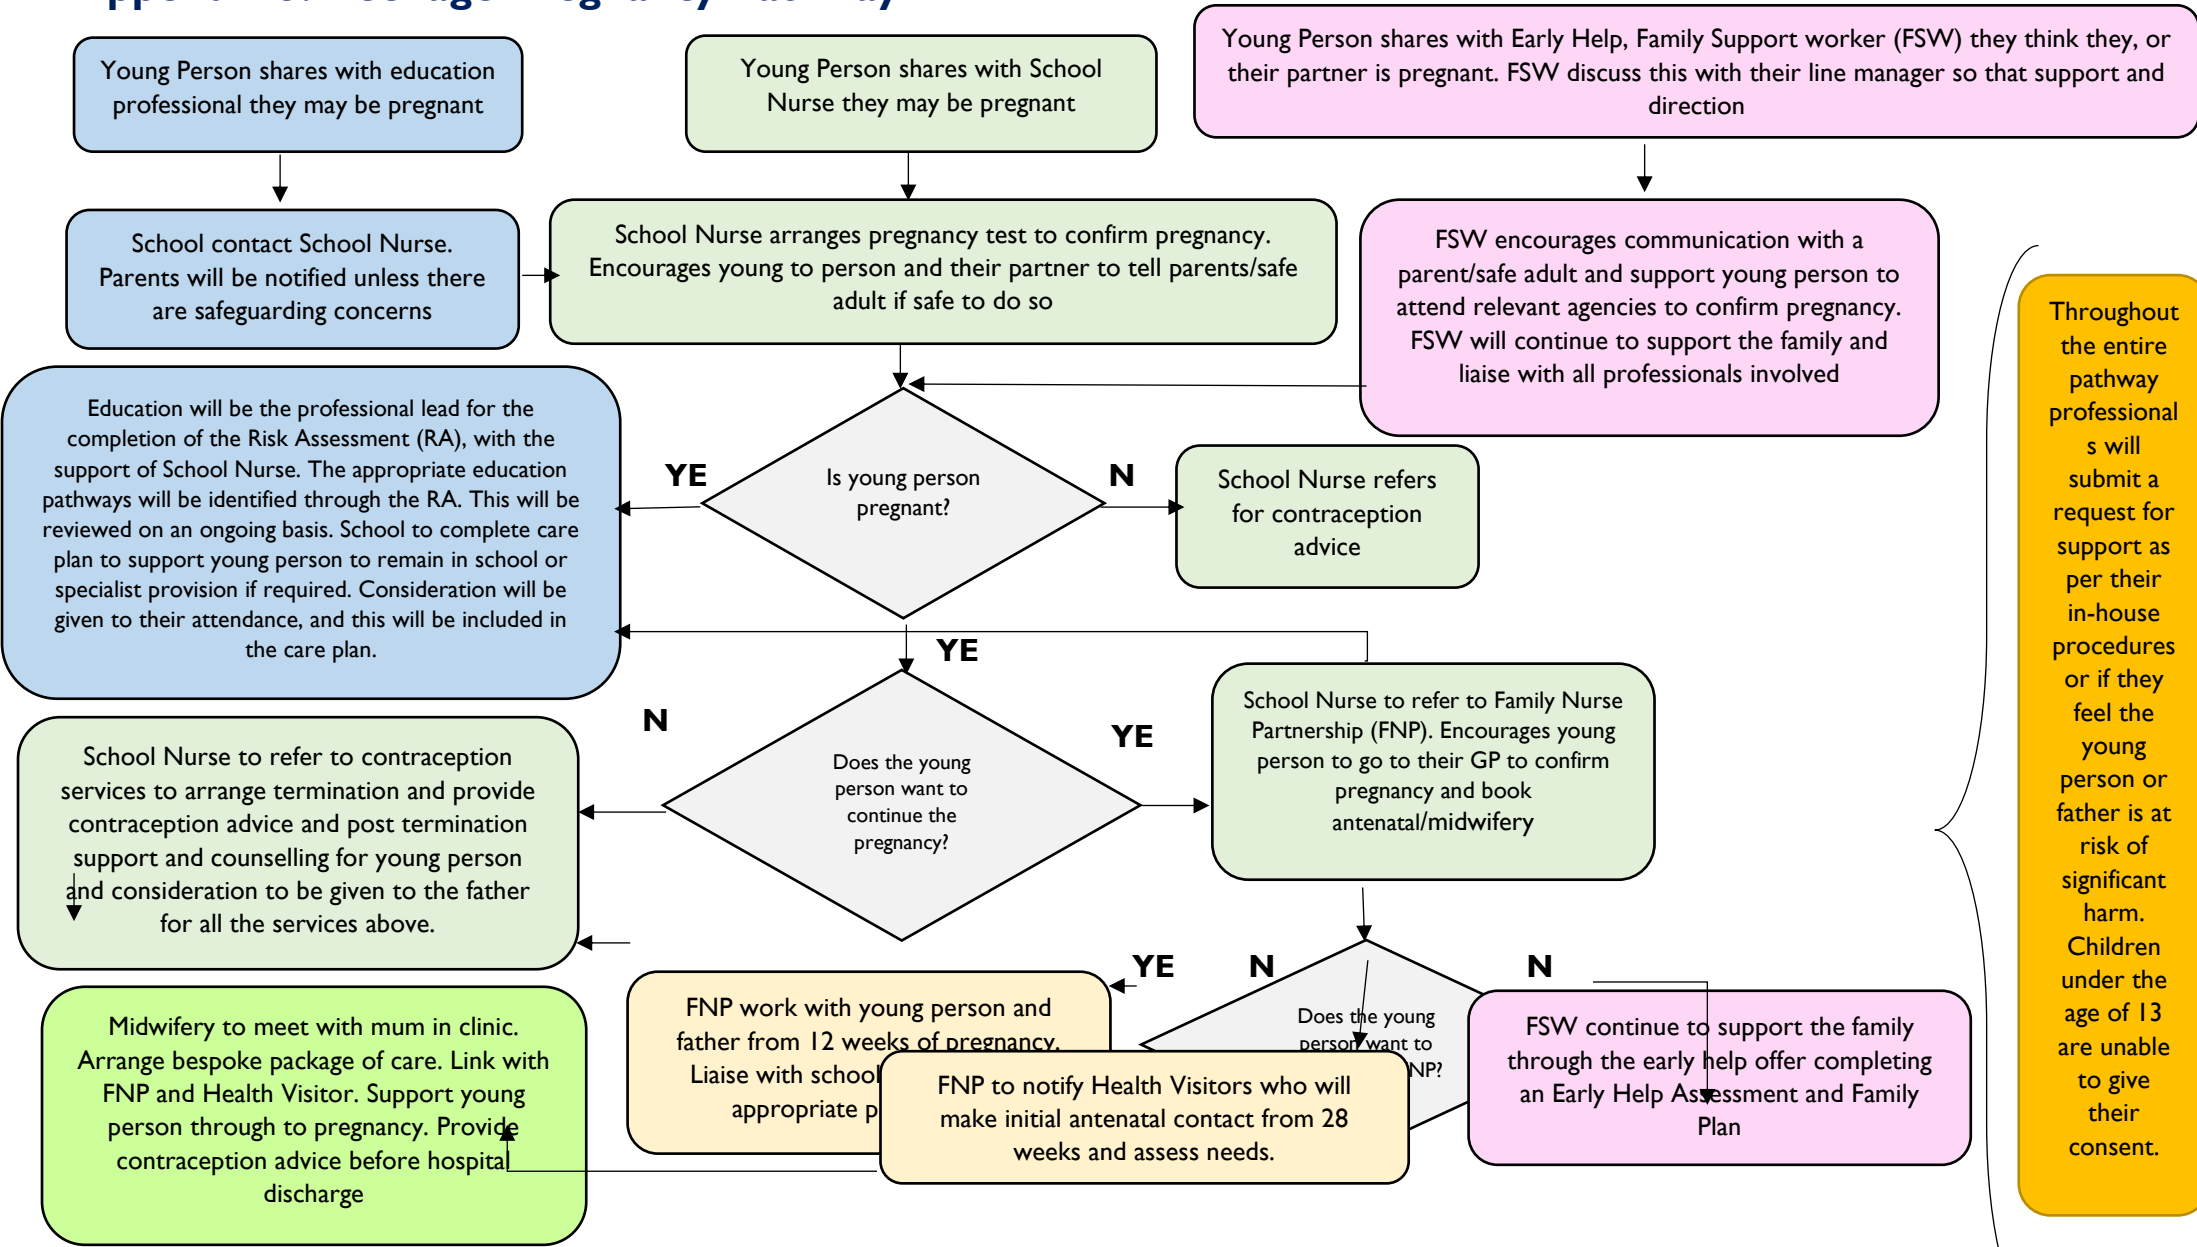 Young Person shares with education
professional they may be pregnant
Young Person shares with School
Nurse they may be pregnant
Young Person shares with Early Help, Family Support worker (FSW) they think they, or
their partner is pregnant. FSW discuss this with their line manager so that support and
direction
School contact School Nurse.
Parents will be notified unless there
are safeguarding concerns
School Nurse arranges pregnancy test to confirm pregnancy.
Encourages young to person and their partner to tell parents/safe
adult if safe to do so
FSW encourages communication with a
parent/safe adult and support young person to
attend relevant agencies to confirm pregnancy.
FSW will continue to support the family and
liaise with all professionals involved
Education will be the professional lead for the
completion of the Risk Assessment (RA), with the
support of School Nurse. The appropriate education
pathways will be identified through the RA. This will be
reviewed on an ongoing basis. School to complete care
plan to support young person to remain in school or
specialist provision if required. Consideration will be
given to their attendance, and this will be included in
the care plan.
YE
Is young person
pregnant?
N
School Nurse refers
for contraception
advice
YE
N
Does the young
person want to
continue the
pregnancy?
YE
School Nurse to refer to Family Nurse
Partnership (FNP). Encourages young
person to go to their GP to confirm
pregnancy and book
antenatal/midwifery
School Nurse to refer to contraception
services to arrange termination and provide
contraception advice and post termination
support and counselling for young person
and consideration to be given to the father
for all the services above.
YE
N
N
Does the young
person want to
NP?
Midwifery to meet with mum in clinic.
Arrange bespoke package of care. Link with
FNP and Health Visitor. Support young
person through to pregnancy. Provide
contraception advice before hospital
discharge
FNP work with young person and
father from 12 weeks of pregnancy.
Liaise with school
appropriate p
FNP to notify Health Visitors who will
make initial antenatal contact from 28
weeks and assess needs.
FSW continue to support the family
through the early help offer completing
an Early Help Assessment and Family
Plan
Throughout
the entire
pathway
professional
s will
submit a
request for
support as
per their
in-house
procedures
or if they
feel the
young
person or
father is at
risk of
significant
harm.
Children
under the
age of 13
are unable
to give
their
consent.